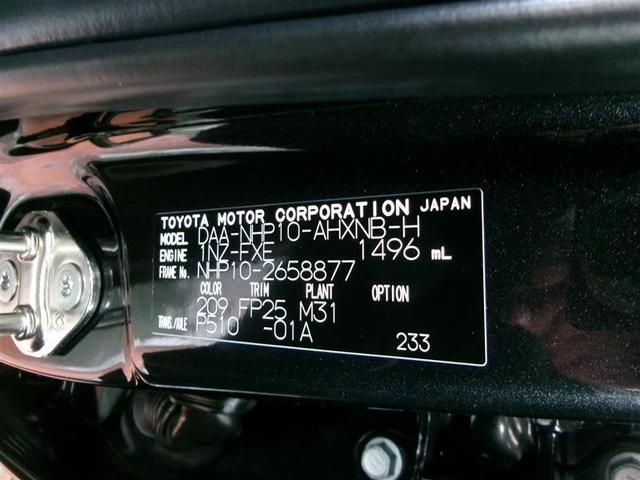 TOYOTA MOTOR CORPORATION JAPAN
MODEL DAA-NHP10-AHXNB-H
ENGINE 1NZ-FXE 1496 mL
FRAME No. NHP10-2658877
COLOR TRIM PLANT OPTION
209 FP25 M31
TRANS./AXLE P510 -01A
233